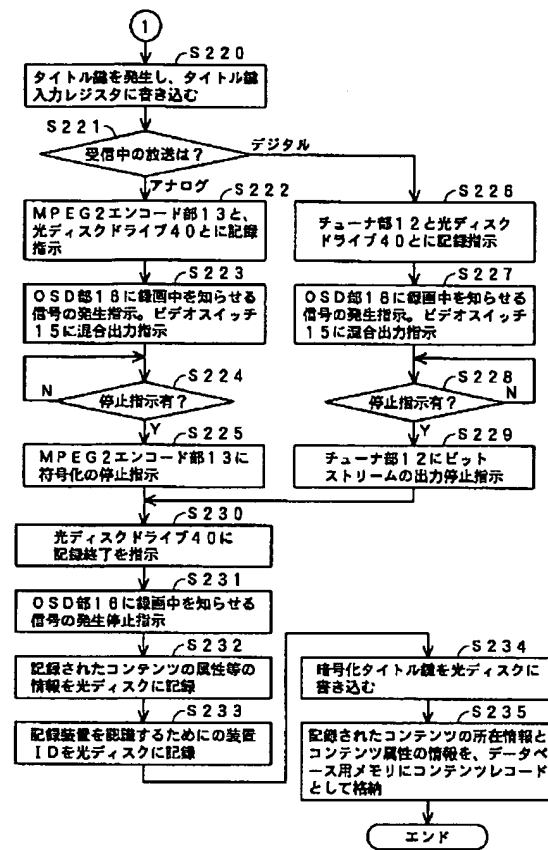 1
S220
タイトル鍵を発生し、タイトル鍵
入力レジスタに書き込む
S221
受信中の放送は?
デジタル
アナログ
S222
MPEG2エンコード部13と、
光ディスクドライブ40とに記録
指示
S223
OSD部16に録画中を知らせる
信号の発生指示。ビデオスイッチ
15に混合出力指示
S224
N
停止指示有?
Y
S225
MPEG2エンコード部13に
符号化の停止指示
S226
チューナ部12と光ディスク
ドライブ40とに記録指示
S227
OSD部16に録画中を知らせる
信号の発生指示。ビデオスイッチ
15に混合出力指示
S228
停止指示有?
N
Y
S229
チューナ部12にビット
ストリームの出力停止指示
S230
光ディスクドライブ40に
記録終了を指示
S231
OSD部16に録画中を知らせる
信号の発生停止指示
S232
記録されたコンテンツの属性等の
情報を光ディスクに記録
S233
記録装置を認識するためにの装置
IDを光ディスクに記録
S234
暗号化タイトル鍵を光ディスクに
書き込む
S235
記録されたコンテンツの所在情報と
コンテンツ属性の情報を、データベ
ース用メモリにコンテンツレコード
として格納
エンド